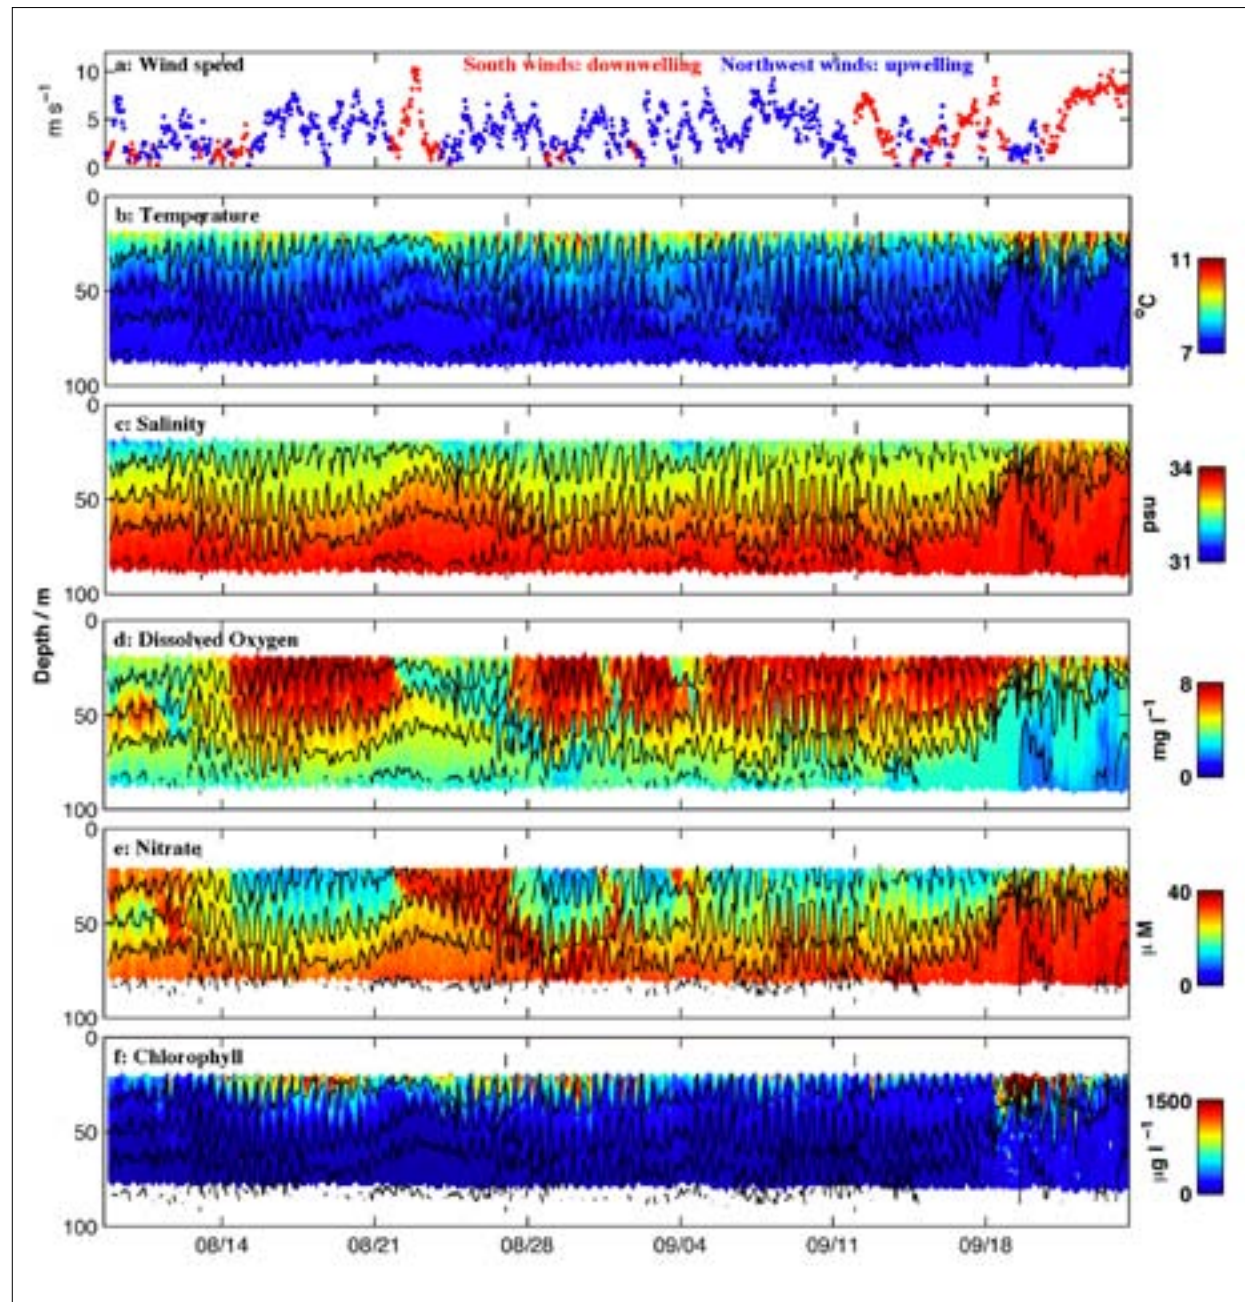 a: Wind speed South winds: downwelling Northwest winds: upwelling
10
5
0
m s⁻¹
b: Temperature
0
50
100
11
7
°C
c: Salinity
0
50
100
34
31
psu
Depth / m
d: Dissolved Oxygen
0
50
100
8
0
mg l⁻¹
e: Nitrate
0
50
100
40
0
μ M
f: Chlorophyll
0
50
100
1500
0
μg l⁻¹
08/14 08/21 08/28 09/04 09/11 09/18